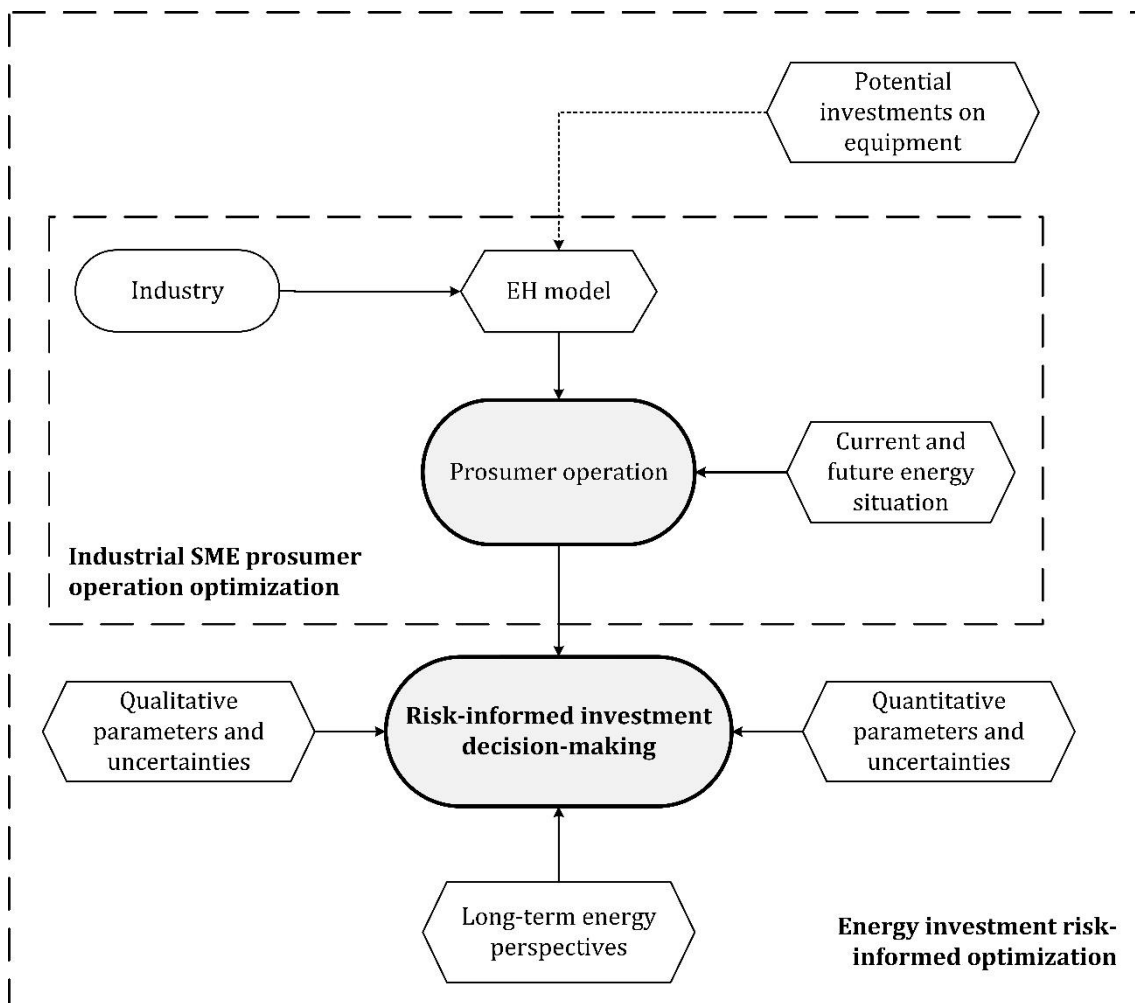 Potential
investments on
equipment
Industry
EH model
Prosumer operation
Current and
future energy
situation
Industrial SME prosumer
operation optimization
Qualitative
parameters and
uncertainties
Risk-informed investment
decision-making
Quantitative
parameters and
uncertainties
Long-term energy
perspectives
Energy investment risk-
informed optimization